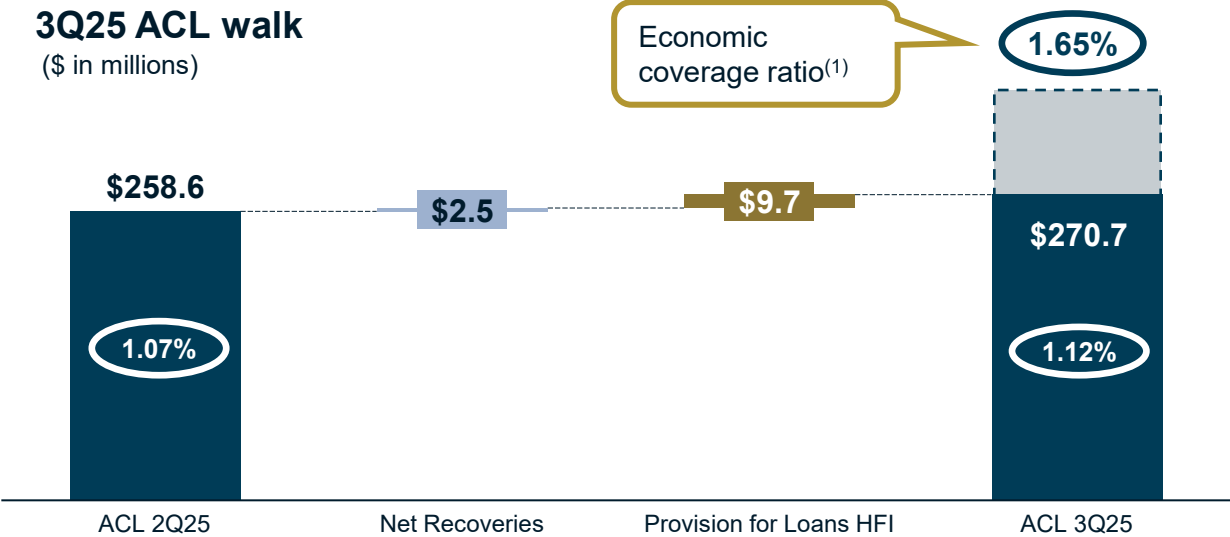 3Q25 ACL walk
($ in millions)
Economic
coverage ratio(1)
1.65%
$258.6
$2.5
$9.7
$270.7
1.07%
1.12%
ACL 2Q25
Net Recoveries
Provision for Loans HFI
ACL 3Q25